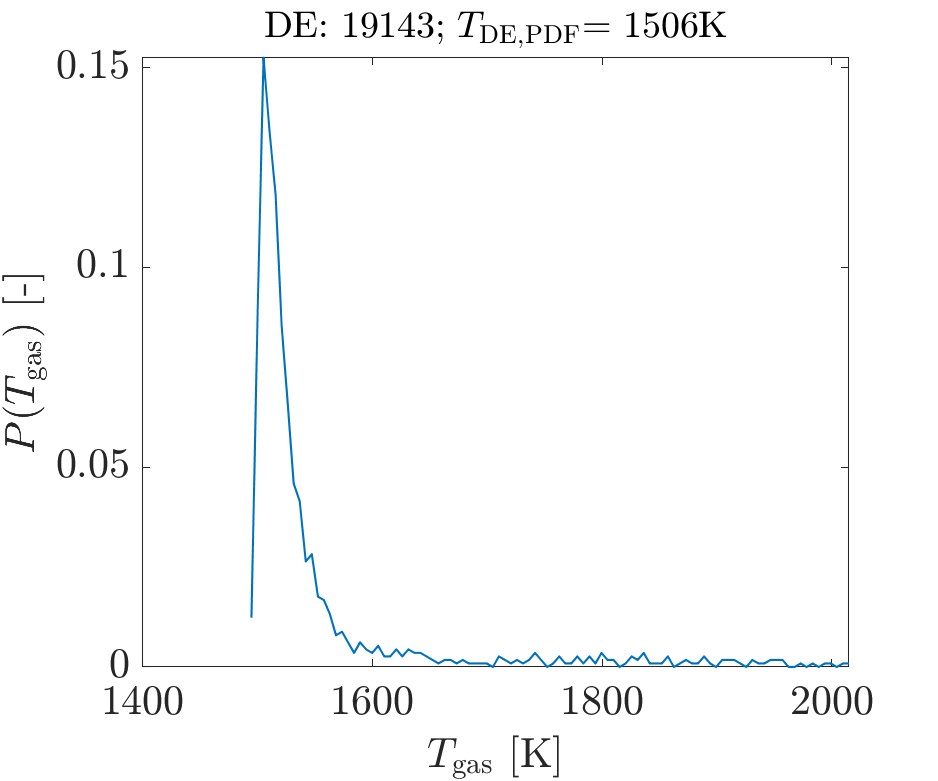 DE: 19143; T_DE,PDF= 1506K
0.15
0.1
0.05
0
P(T_gas) [-]
1400 1600 1800 2000
T_gas [K]